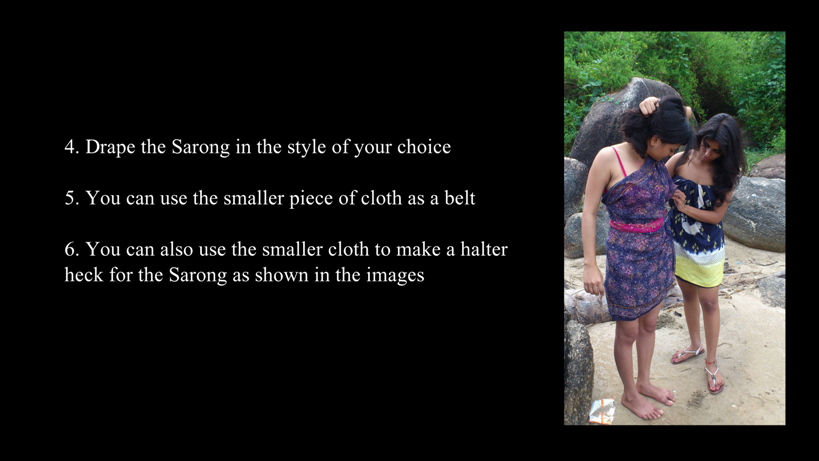 4. Drape the Sarong in the style of your choice
5. You can use the smaller piece of cloth as a belt
6. You can also use the smaller cloth to make a halter
heck for the Sarong as shown in the images